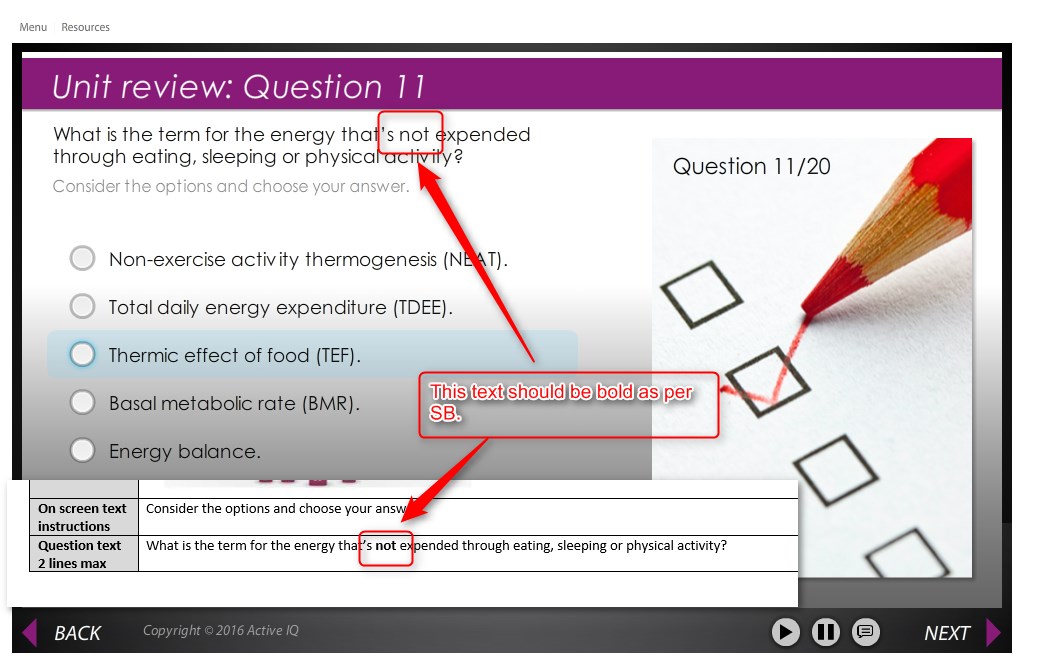 Menu Resources
Unit review: Question 11
What is the term for the energy that's not expended
through eating, sleeping or physical activity?
Consider the options and choose your answer.
Question 11/20
Non-exercise activity thermogenesis (NEAT).
Total daily energy expenditure (TDEE).
Thermic effect of food (TEF).
Basal metabolic rate (BMR).
Energy balance.
This text should be bold as per
SB.
On screen text
instructions
Consider the options and choose your answ
Question text
2 lines max
What is the term for the energy that's not expended through eating, sleeping or physical activity?
BACK
Copyright © 2016 Active IQ
NEXT